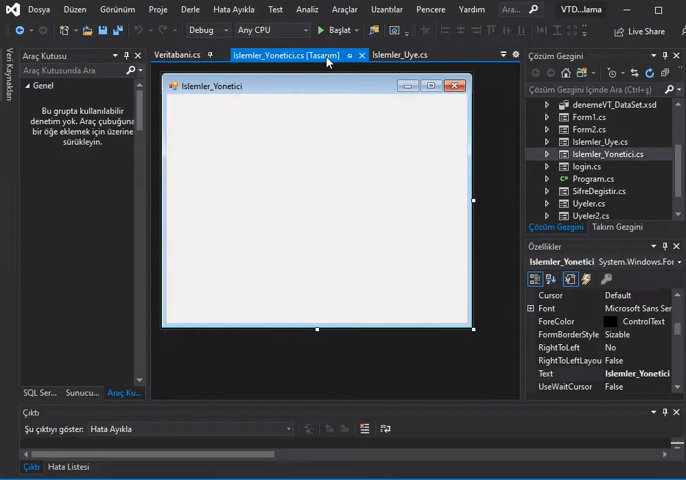 Dosya Derle Hata Ayıkla Test Analiz Araçlar Uzantılar Pencere Yardım Ara... VTD...lama
Debug Any CPU Başlat Live Share
Veri Kaynakları
Araç Kutusu
Araç Kutusunda Ara
Genel
Bu grupta kullanılabilir
denetim yok. Araç çubuğuna
bir öğe eklemek için üzerine
sürükleyin.
SQL Ser... Sunucu... Araç Ku...
Veritabani.cs Islemler_Yonetici.cs [Tasarım] Islemler_Uye.cs
Islemler_Yonetici
Çözüm Gezgini
Çözüm Gezgini Ara (Ctrl+ş)
denemeVT_DataSet.xsd
Form1.cs
Form2.cs
Islemler_Uye.cs
Islemler_Yonetici.cs
login.cs
Program.cs
SifreDegistir.cs
Uyeler.cs
Uyeler2.cs
Çözüm Gezgini Takım Gezgini
Özellikler
Islemler_Yonetici System.Windows.For
Cursor Default
Font Microsoft Sans Ser
ForeColor ControlText
FormBorderStyle Sizable
RightToLeft No
RightToLeftLayou False
Text Islemler_Yonetici
UseWaitCursor False
Çıktı
Şu çıktıyı göster: Hata Ayıkla
Çıktı Hata Listesi